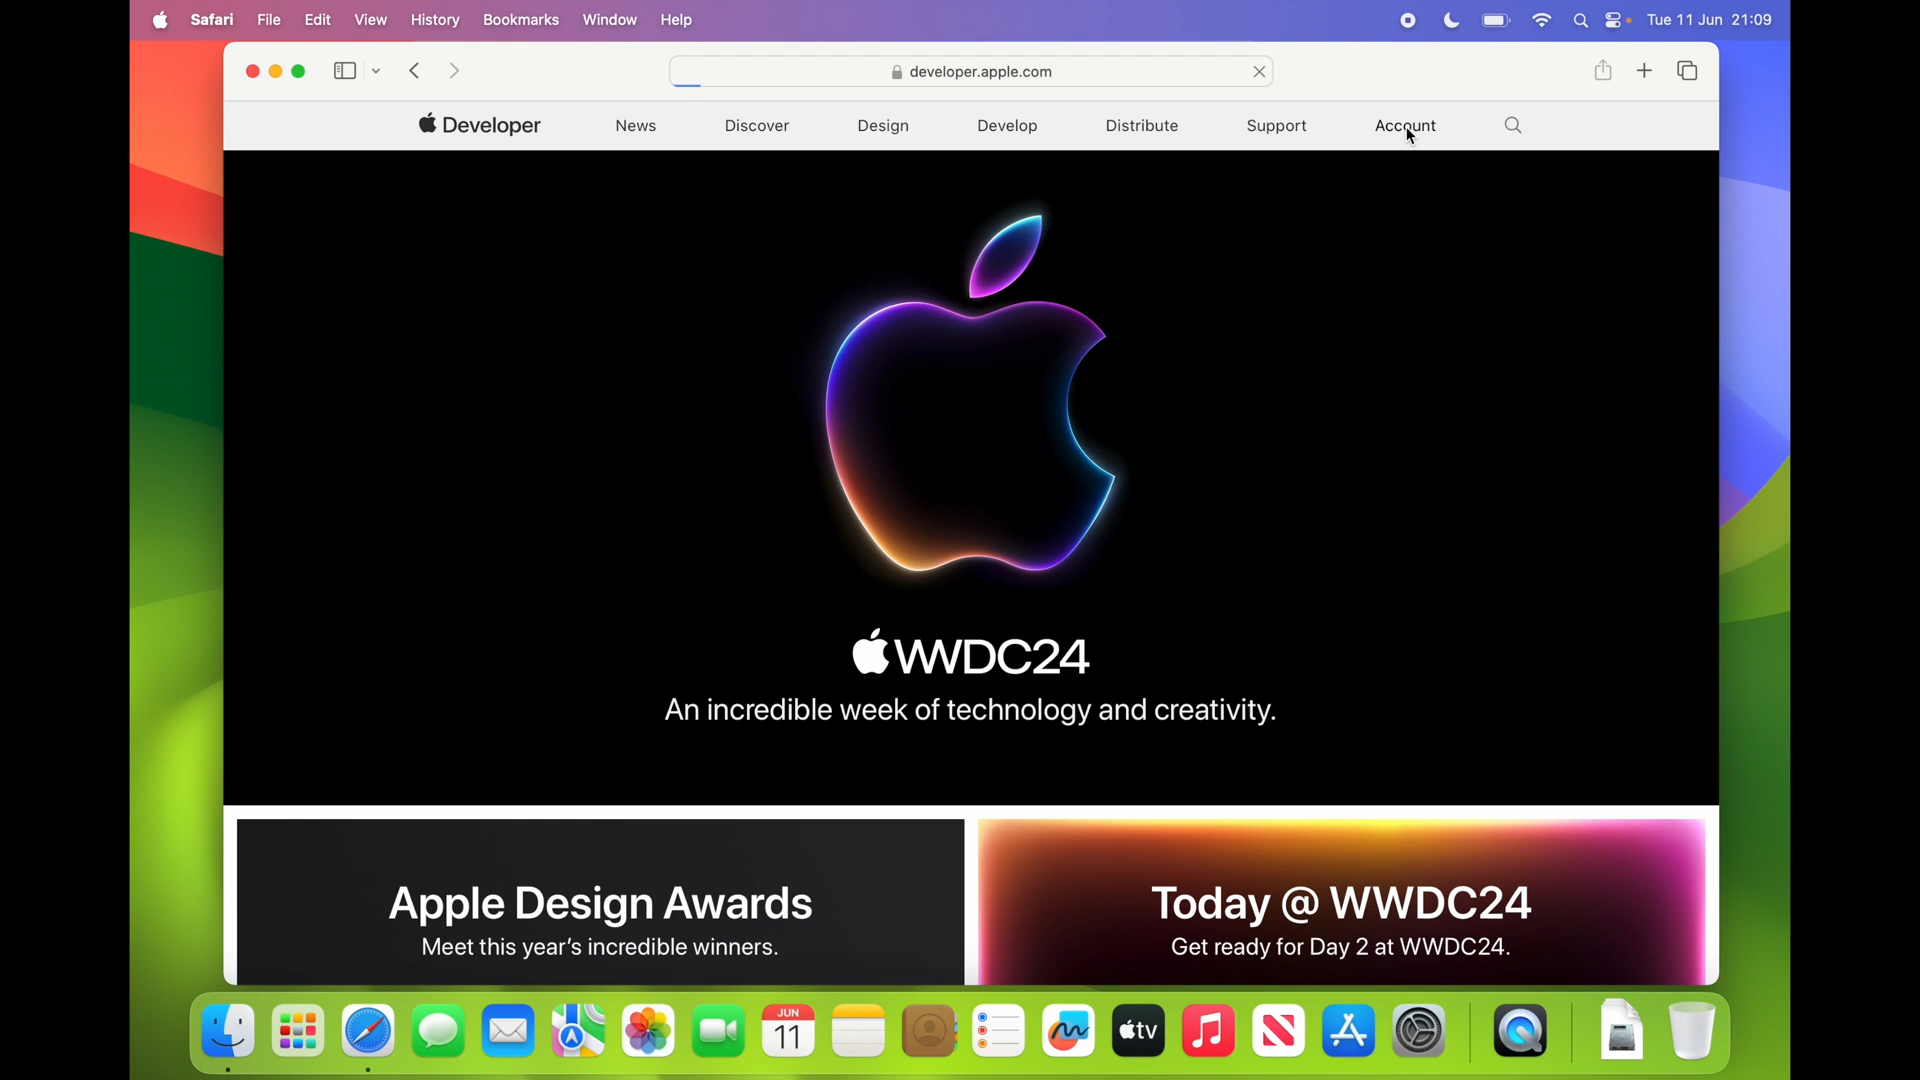 Safari File Edit View History Bookmarks Window Help Tue 11 Jun 21:09
developer.apple.com
Developer News Discover Design Develop Distribute Support Account
WWDC24
An incredible week of technology and creativity.
Apple Design Awards
Meet this year's incredible winners.
Today @ WWDC24
Get ready for Day 2 at WWDC24.
JUN
11
tv